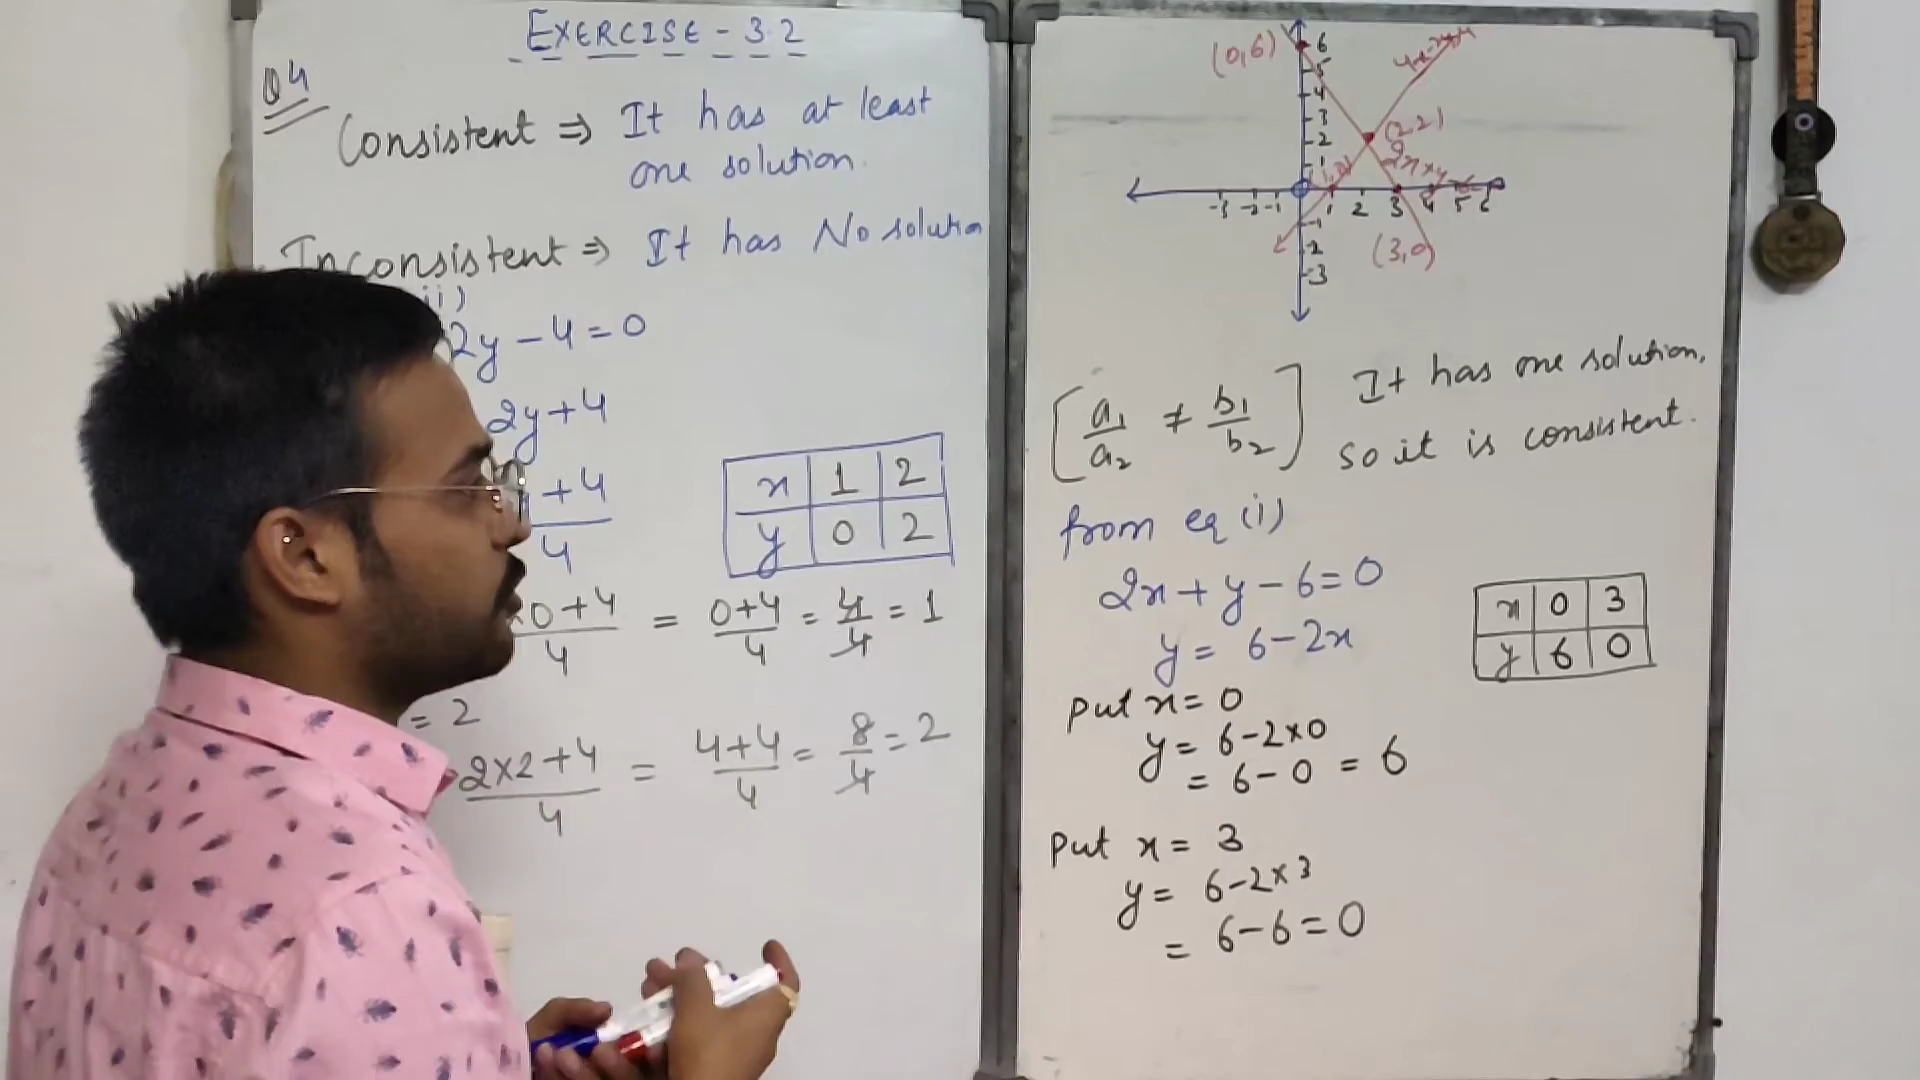 EXERCISE - 3.2
Q4
Consistent ⇒ It has at least
one solution.
Inconsistent ⇒ It has No solution
ii)
2y - 4 = 0
2y + 4
+ 4
4
x 1 2
y 0 2
×0+4/4 = 0+4/4 = 4/4 = 1
= 2
2×2+4/4 = 4+4/4 = 8/4 = 2
(0,6)
6
5
4
3
2
1
(2,2)
-3 -2 -1 1 2 3 4 5 6
-1
-2
-3
(3,0)
[a₁/a₂ ≠ b₁/b₂] It has one solution,
so it is consistent.
from eq (i)
2x + y - 6 = 0
y = 6 - 2x
x 0 3
y 6 0
Put x = 0
y = 6-2×0
= 6 - 0 = 6
Put x = 3
y = 6-2×3
= 6-6 = 0